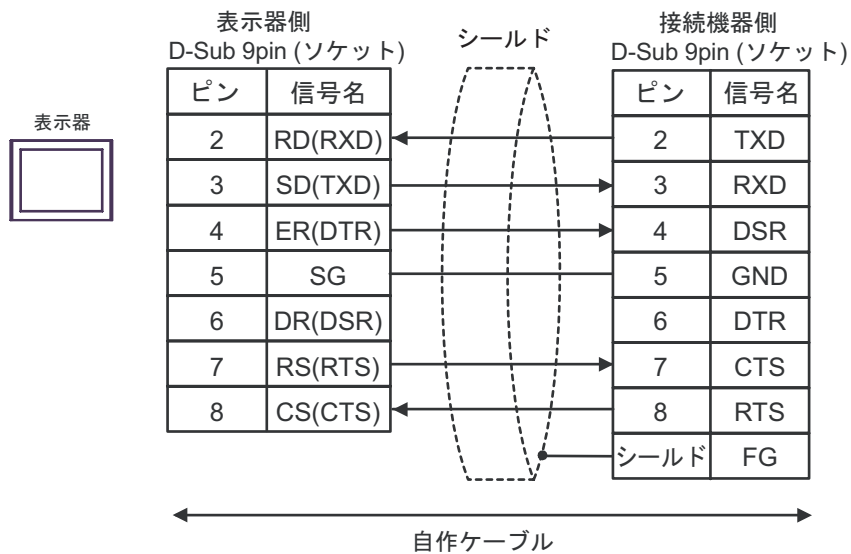 表示器側
D-Sub 9pin (ソケット)
シールド
接続機器側
D-Sub 9pin (ソケット)
表示器
ピン 信号名
2 RD(RXD)
3 SD(TXD)
4 ER(DTR)
5 SG
6 DR(DSR)
7 RS(RTS)
8 CS(CTS)
ピン 信号名
2 TXD
3 RXD
4 DSR
5 GND
6 DTR
7 CTS
8 RTS
シールド FG
自作ケーブル